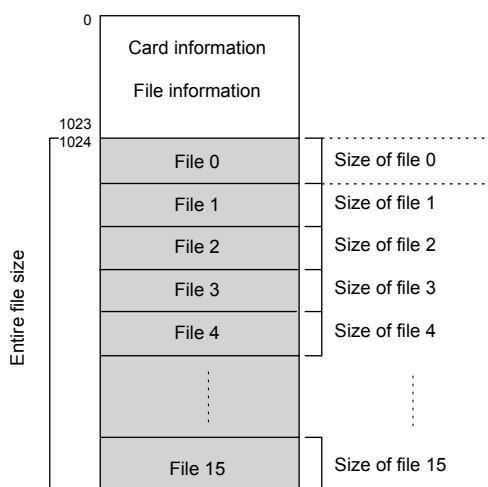 0
Card information
File information
1023
1024
File 0
Size of file 0
File 1
Size of file 1
File 2
Size of file 2
File 3
Size of file 3
File 4
Size of file 4
Entire file size
File 15
Size of file 15